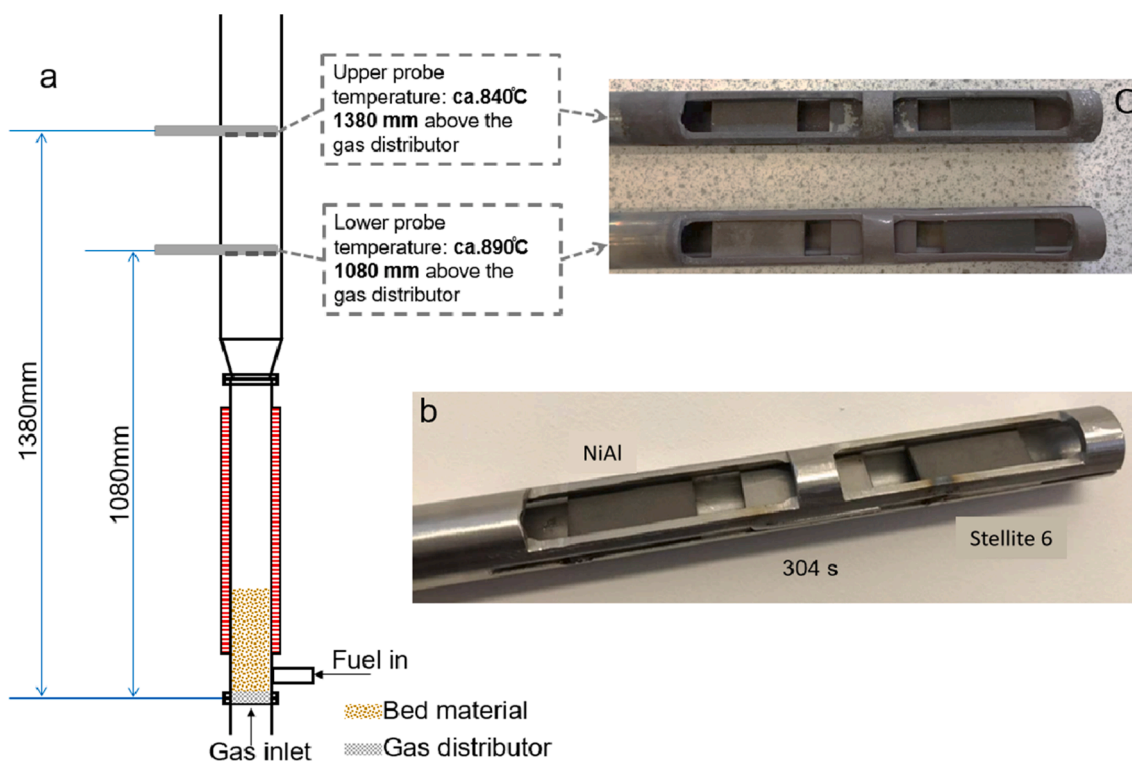 a
Upper probe
temperature: ca.840℃
1380 mm above the
gas distributor
Lower probe
temperature: ca.890℃
1080 mm above the
gas distributor
C
1380mm
1080mm
b
NiAl
Stellite 6
304 s
Fuel in
Bed material
Gas distributor
Gas inlet